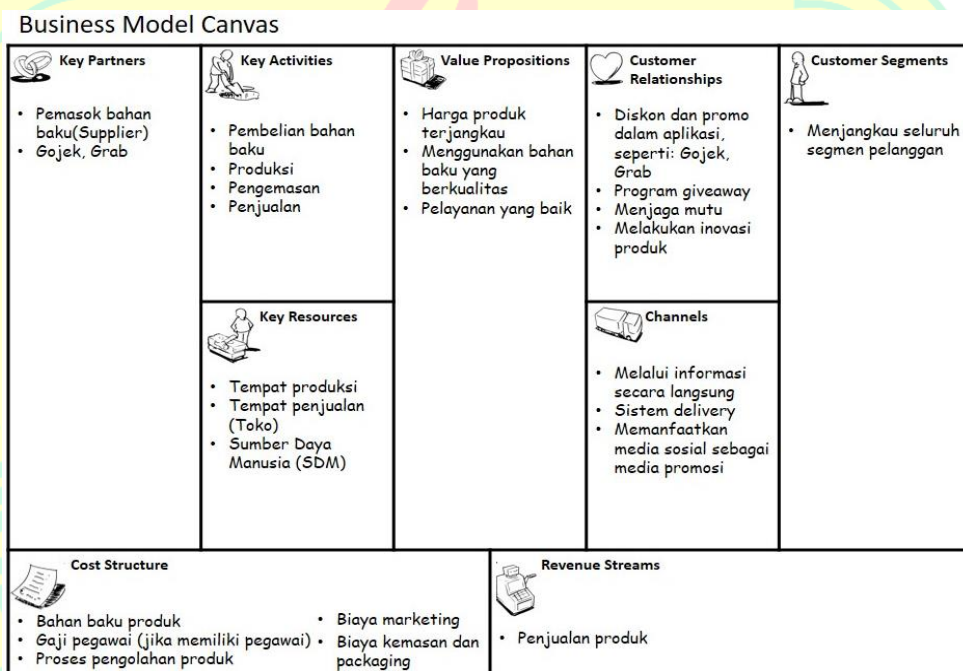 Business Model Canvas
Key Partners
• Pemasok bahan
baku(Supplier)
• Gojek, Grab
Key Activities
• Pembelian bahan
baku
• Produksi
• Pengemasan
• Penjualan
Key Resources
• Tempat produksi
• Tempat penjualan
(Toko)
• Sumber Daya
Manusia (SDM)
Value Propositions
• Harga produk
terjangkau
• Menggunakan bahan
baku yang
berkualitas
• Pelayanan yang baik
Customer
Relationships
• Diskon dan promo
dalam aplikasi,
seperti: Gojek,
Grab
• Program giveaway
• Menjaga mutu
• Melakukan inovasi
produk
Channels
• Melalui informasi
secara langsung
• Sistem delivery
• Memanfaatkan
media sosial sebagai
media promosi
Customer Segments
• Menjangkau seluruh
segmen pelanggan
Cost Structure
• Bahan baku produk
• Gaji pegawai (jika memiliki pegawai)
• Proses pengolahan produk
• Biaya marketing
• Biaya kemasan dan
packaging
Revenue Streams
• Penjualan produk